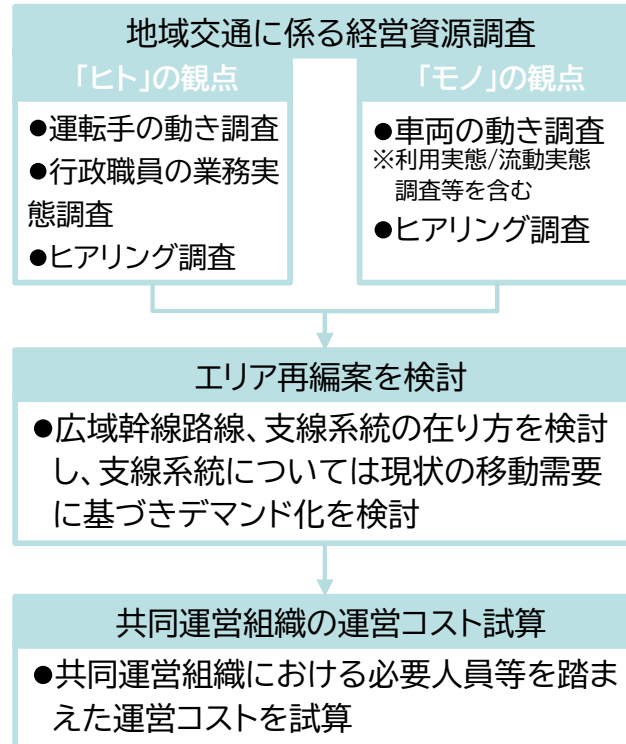 地域交通に係る経営資源調査
「ヒト」の観点
●運転手の動き調査
●行政職員の業務実
態調査
●ヒアリング調査
「モノ」の観点
●車両の動き調査
※利用実態/流動実態
調査等を含む
●ヒアリング調査
エリア再編案を検討
●広域幹線路線、支線系統の在り方を検討
し、支線系統については現状の移動需要
に基づきデマンド化を検討
共同運営組織の運営コスト試算
●共同運営組織における必要人員等を踏ま
えた運営コストを試算